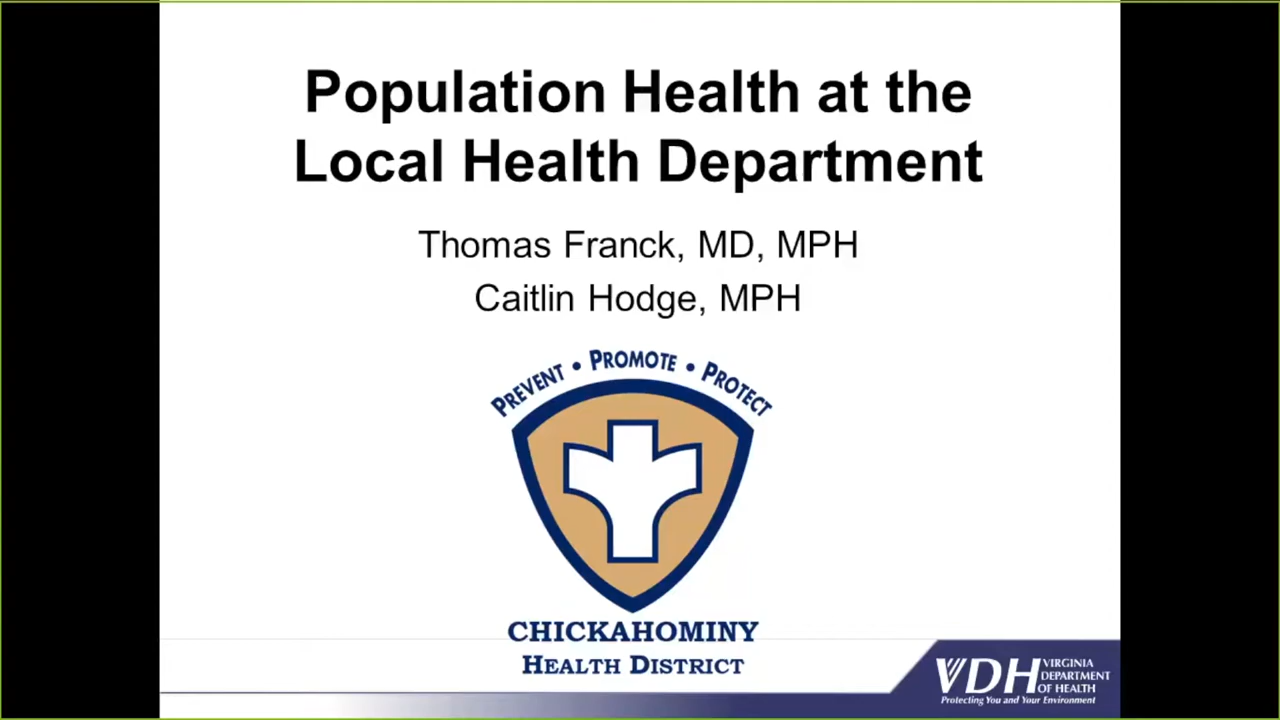 Population Health at the
Local Health Department
Thomas Franck, MD, MPH
Caitlin Hodge, MPH
PREVENT • PROMOTE • PROTECT
CHICKAHOMINY
HEALTH DISTRICT
VDH VIRGINIA
DEPARTMENT
OF HEALTH
Protecting You and Your Environment